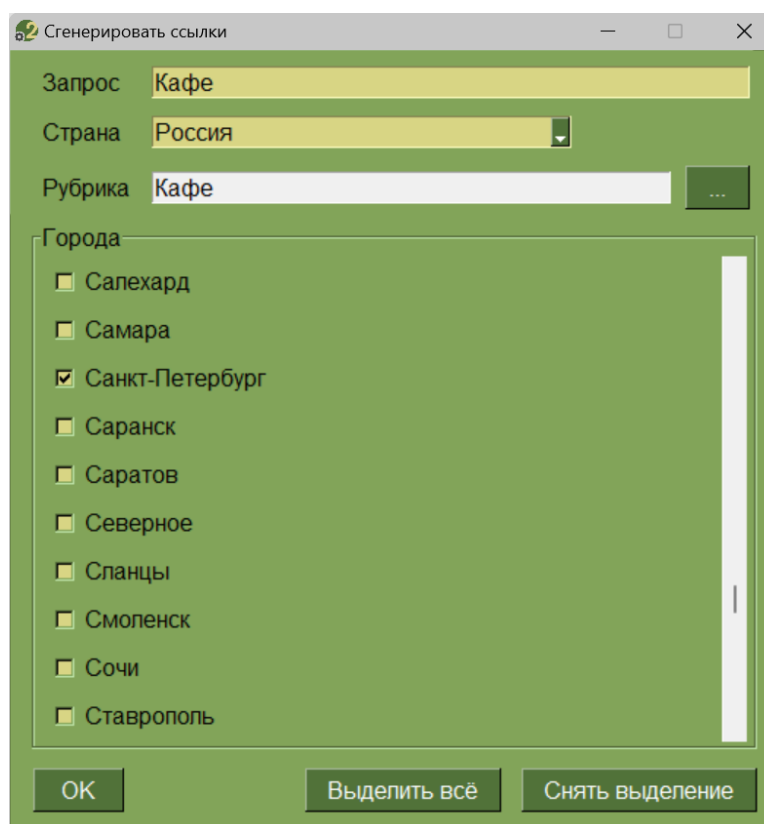 Сгенерировать ссылки
Запрос Кафе
Страна Россия
Рубрика Кафе ...
Города
Салехард
Самара
Санкт-Петербург
Саранск
Саратов
Северное
Сланцы
Смоленск
Сочи
Ставрополь
OK Выделить всё Снять выделение